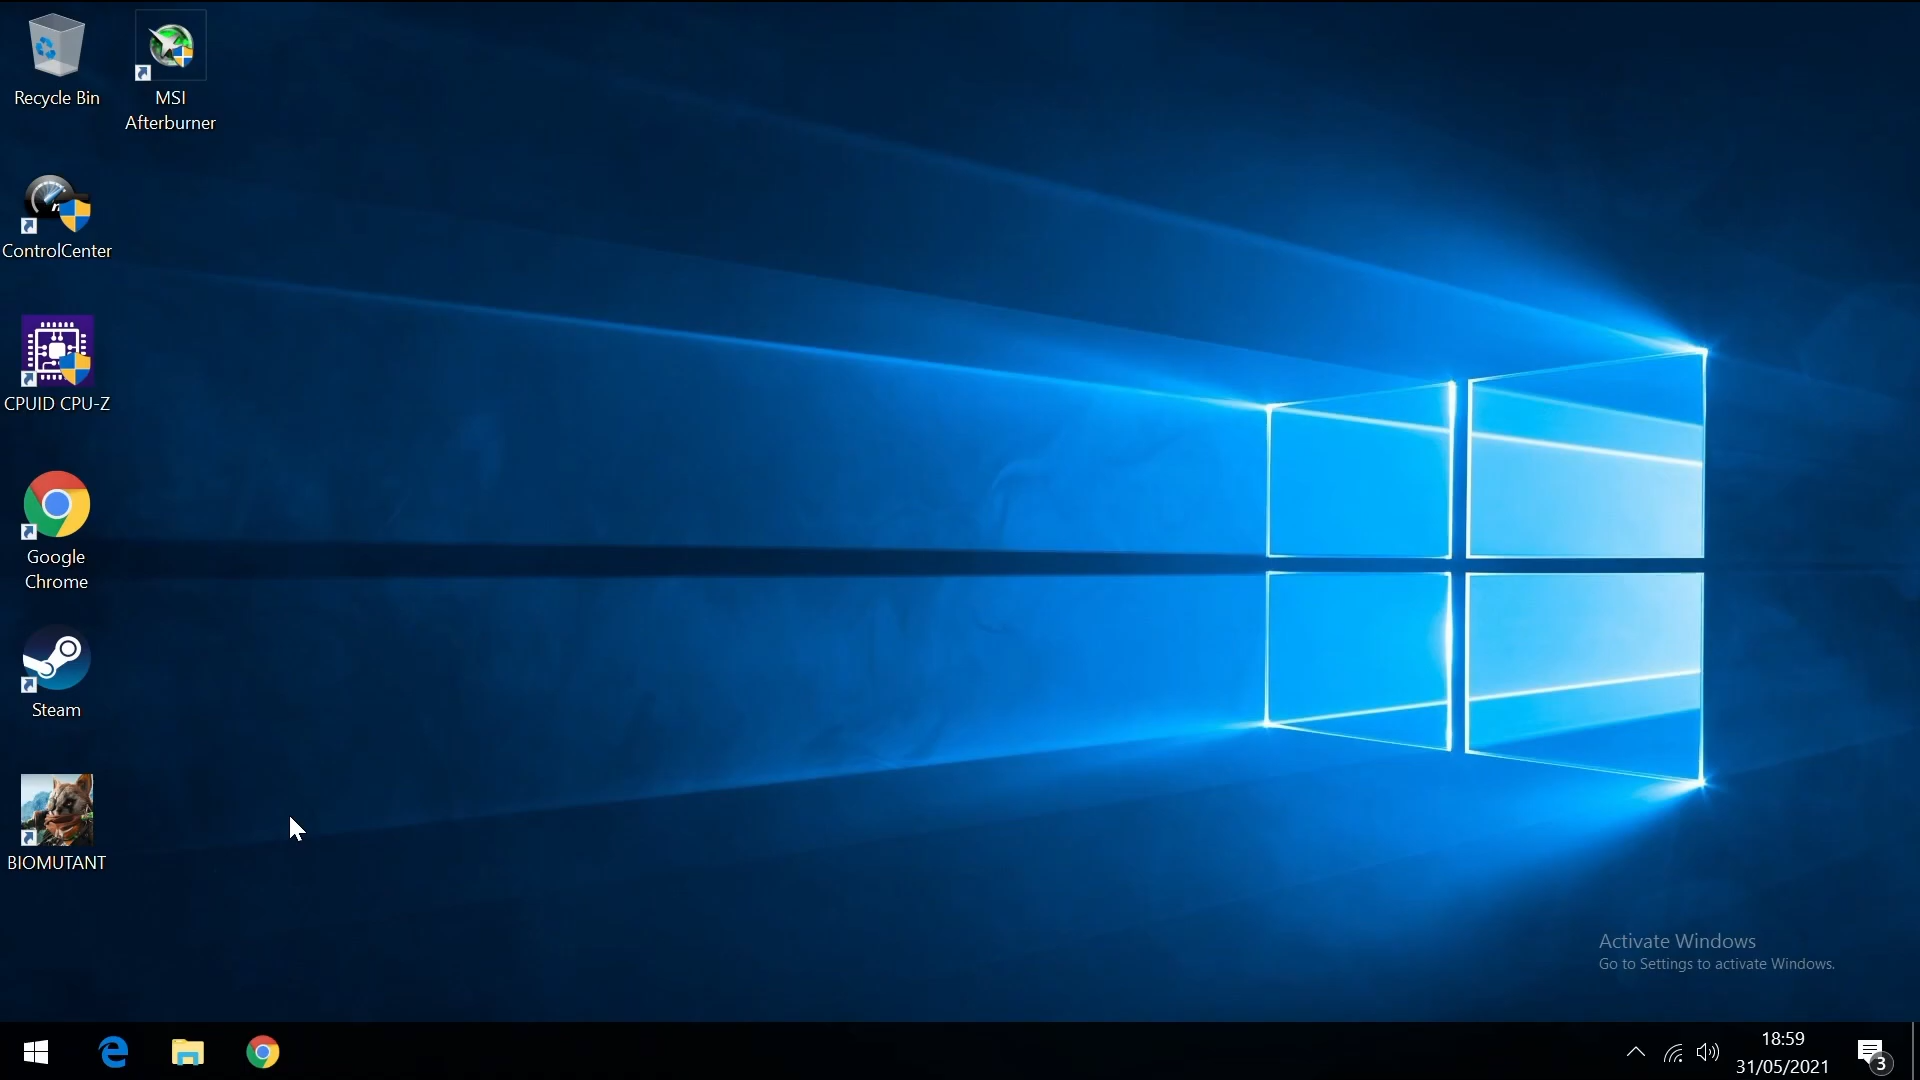 Recycle Bin
MSI
Afterburner
ControlCenter
CPUID CPU-Z
Google
Chrome
Steam
BIOMUTANT
Activate Windows
Go to Settings to activate Windows.
18:59
31/05/2021
3